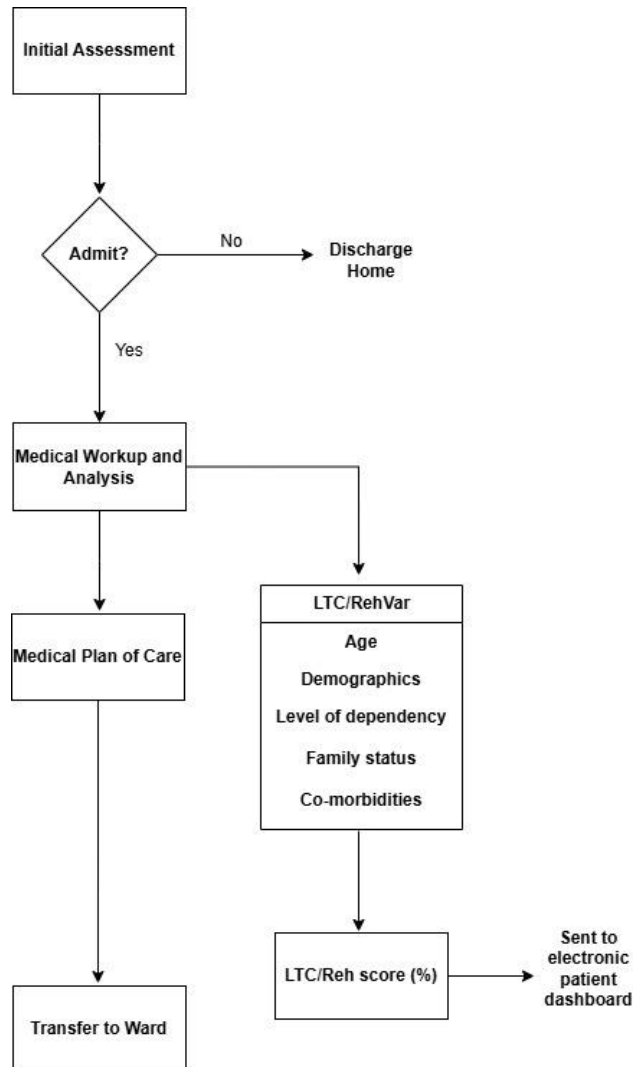 Initial Assessment
Admit?
No
Discharge
Home
Yes
Medical Workup and
Analysis
Medical Plan of Care
LTC/RehVar
Age
Demographics
Level of dependency
Family status
Co-morbidities
LTC/Reh score (%)
Sent to
electronic
patient
dashboard
Transfer to Ward